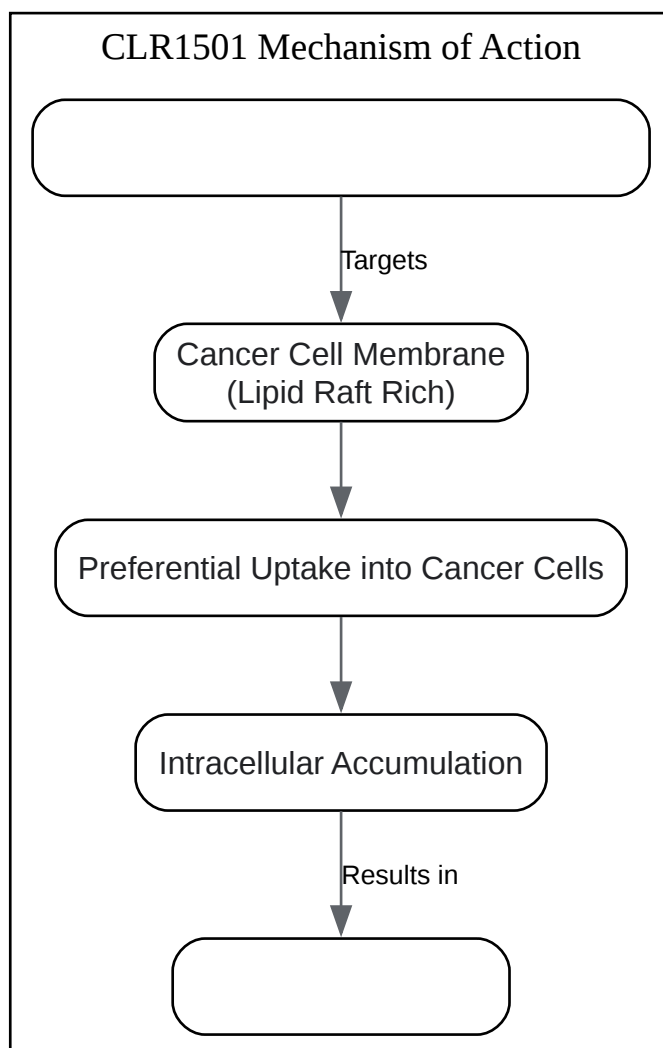 CLR1501 Mechanism of Action
Targets
Cancer Cell Membrane
(Lipid Raft Rich)
Preferential Uptake into Cancer Cells
Intracellular Accumulation
Results in